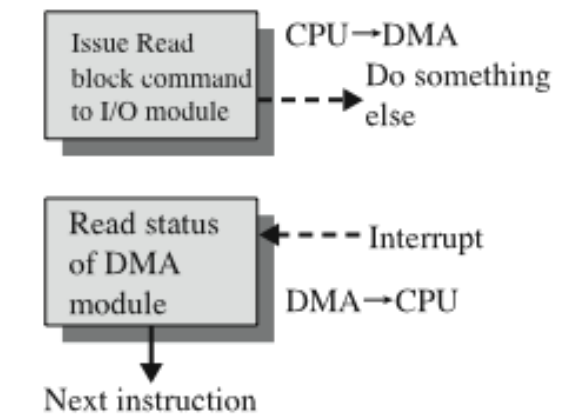 Issue Read
block command
to I/O module
CPU→DMA
Do something
else
Read status
of DMA
module
Interrupt
DMA→CPU
Next instruction